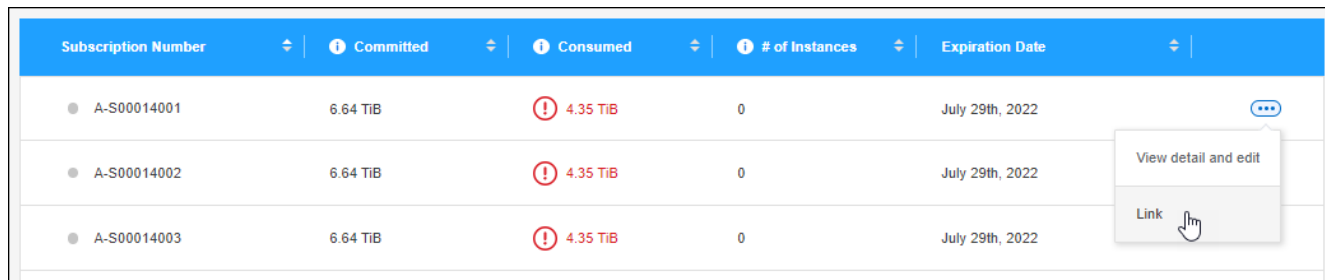 Subscription Number Committed Consumed # of Instances Expiration Date
A-S00014001 6.64 TiB 4.35 TiB 0 July 29th, 2022
View detail and edit
A-S00014002 6.64 TiB 4.35 TiB 0 July 29th, 2022
Link
A-S00014003 6.64 TiB 4.35 TiB 0 July 29th, 2022